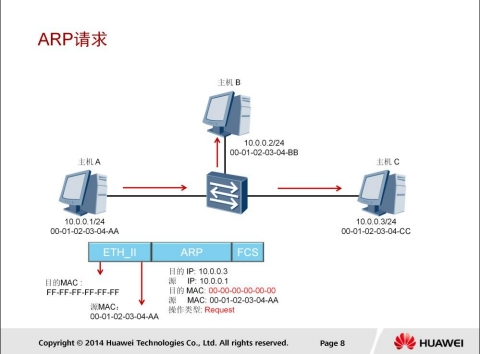 ARP请求
主机 B
10.0.0.2/24
00-01-02-03-04-BB
主机 A
主机 C
10.0.0.1/24
00-01-02-03-04-AA
10.0.0.3/24
00-01-02-03-04-CC
ETH_II
ARP
FCS
目的MAC :
FF-FF-FF-FF-FF-FF
源MAC:
00-01-02-03-04-AA
目的 IP: 10.0.0.3
源 IP: 10.0.0.1
目的 MAC: 00-00-00-00-00-00
源 MAC: 00-01-02-03-04-AA
操作类型: Request
Copyright © 2014 Huawei Technologies Co., Ltd. All rights reserved.
Page 8
HUAWEI